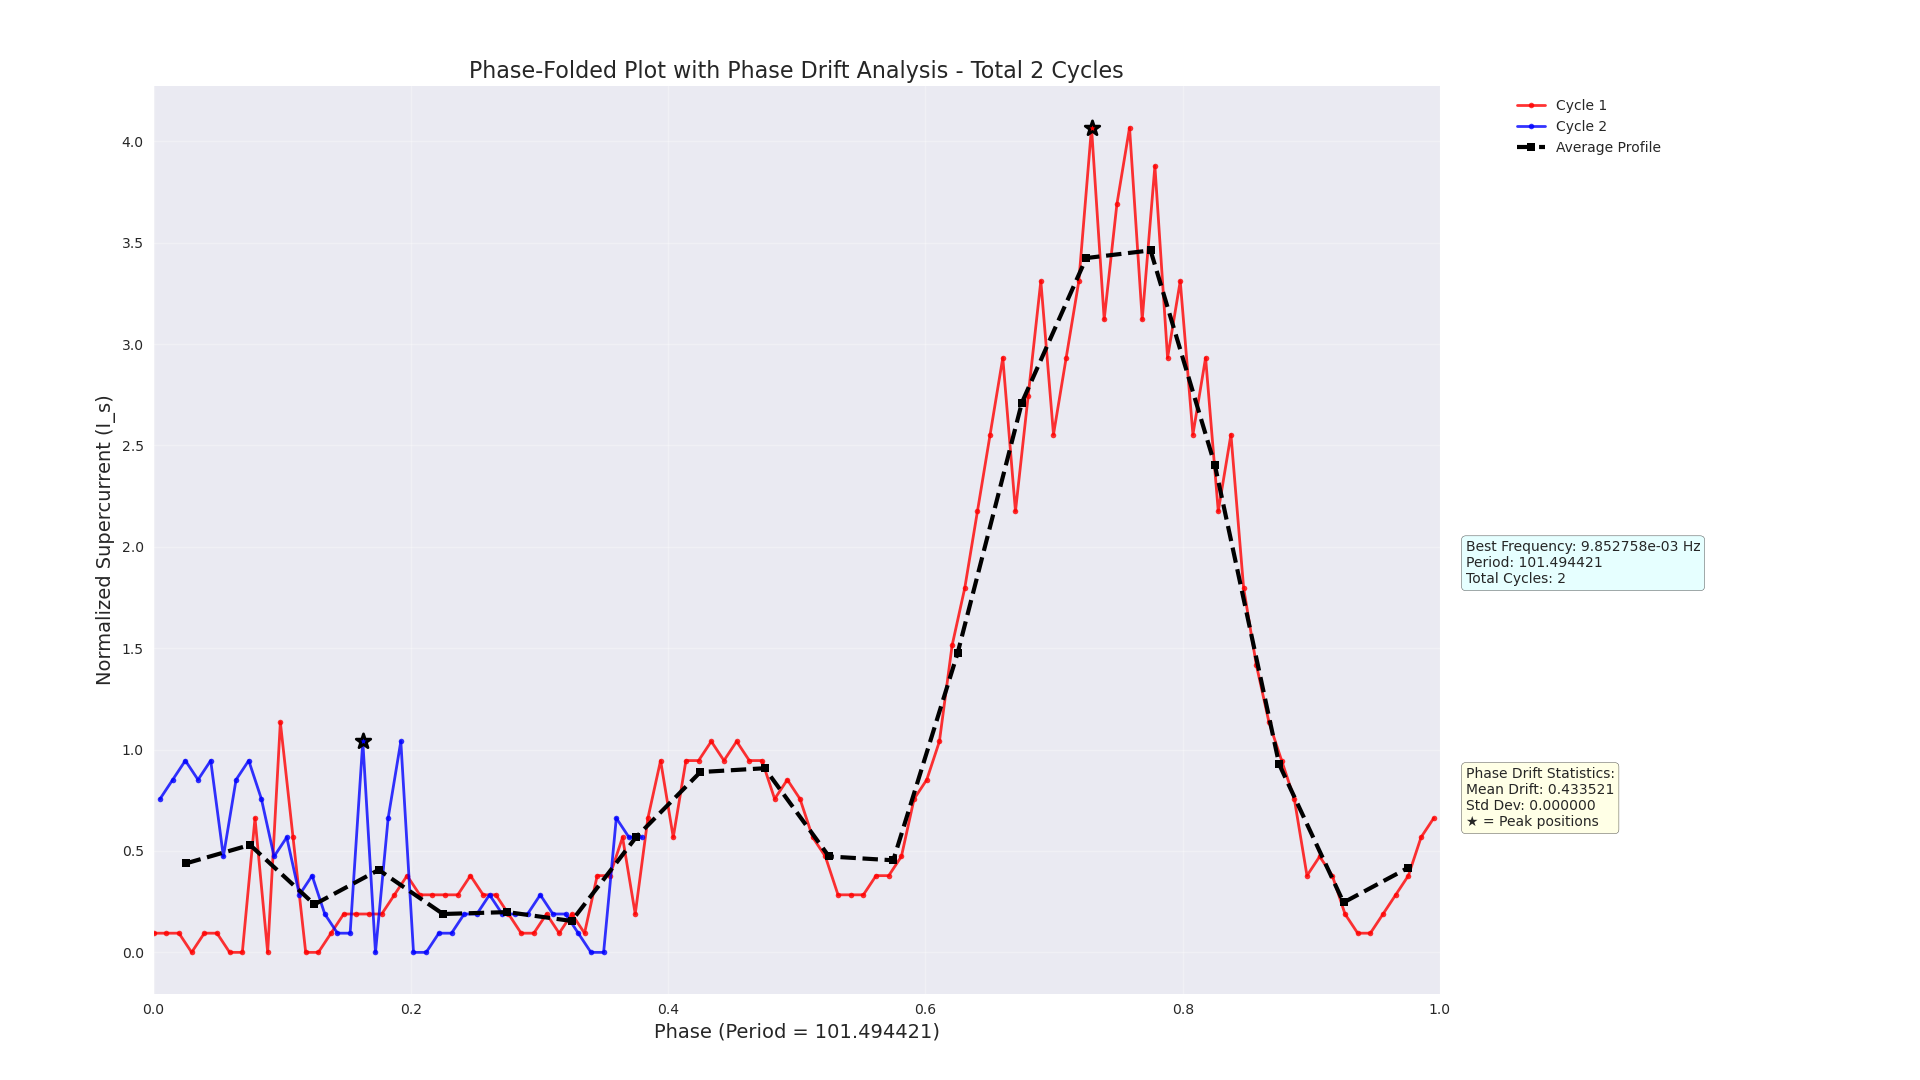 Phase-Folded Plot with Phase Drift Analysis - Total 2 Cycles
Normalized Supercurrent (I_s)
4.0
3.5
3.0
2.5
2.0
1.5
1.0
0.5
0.0
0.0
0.2
0.4
0.6
0.8
1.0
Phase (Period = 101.494421)
Cycle 1
Cycle 2
Average Profile
Best Frequency: 9.852758e-03 Hz
Period: 101.494421
Total Cycles: 2
Phase Drift Statistics:
Mean Drift: 0.433521
Std Dev: 0.000000
★ = Peak positions